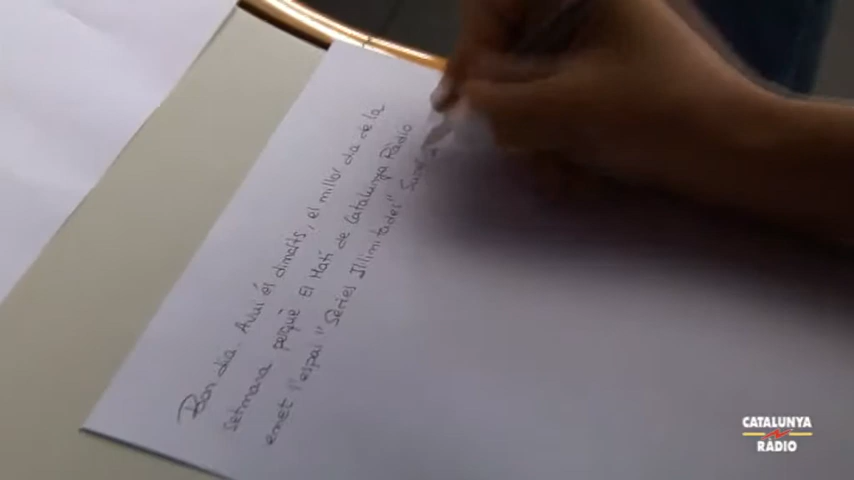 Bon dia. Avui és dimarts, el millor dia de la
setmana perquè El Matí de Catalunya Ràdio
emet l'espai "Sèries Il·limitades"
CATALUNYA
RÀDIO